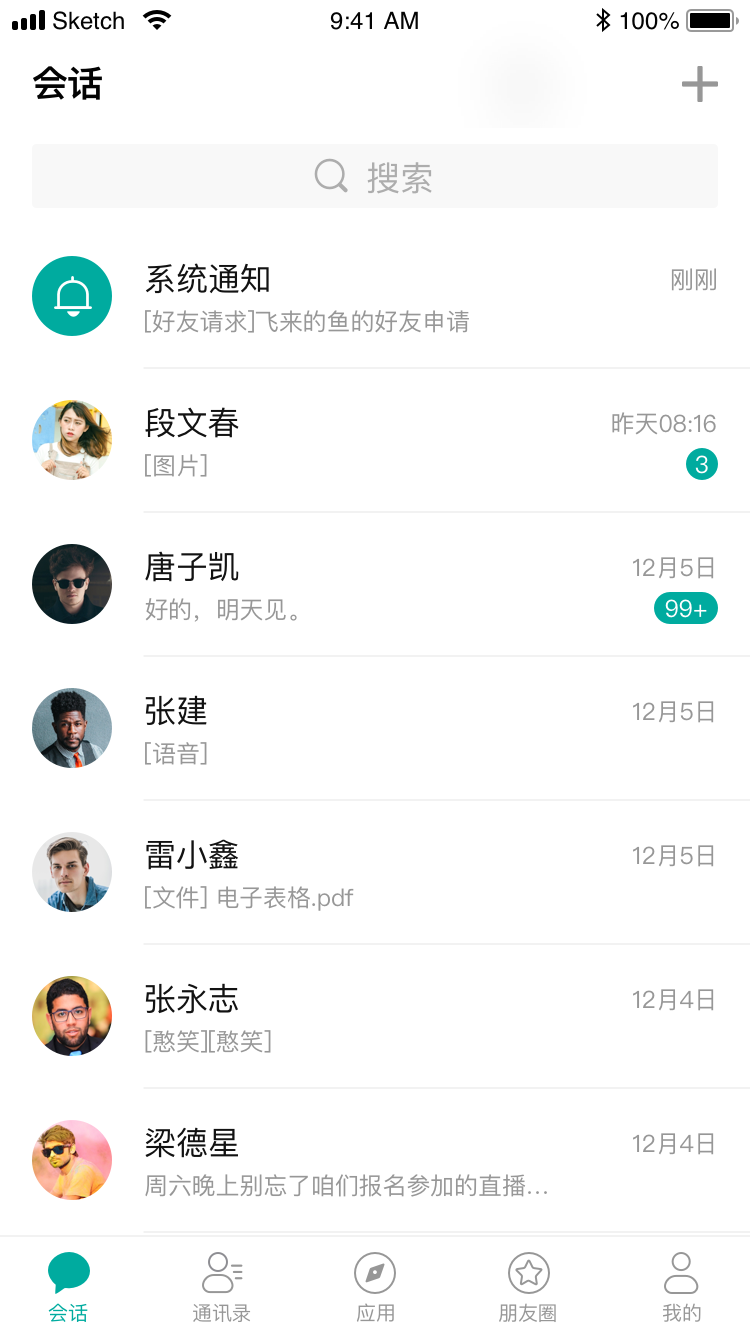 Sketch 9:41 AM 100%
会话
搜索
系统通知 刚刚
[好友请求]飞来的鱼的好友申请
段文春 昨天08:16
[图片] 3
唐子凯 12月5日
好的，明天见。 99+
张建 12月5日
[语音]
雷小鑫 12月5日
[文件] 电子表格.pdf
张永志 12月4日
[憨笑][憨笑]
梁德星 12月4日
周六晚上别忘了咱们报名参加的直播...
会话 通讯录 应用 朋友圈 我的